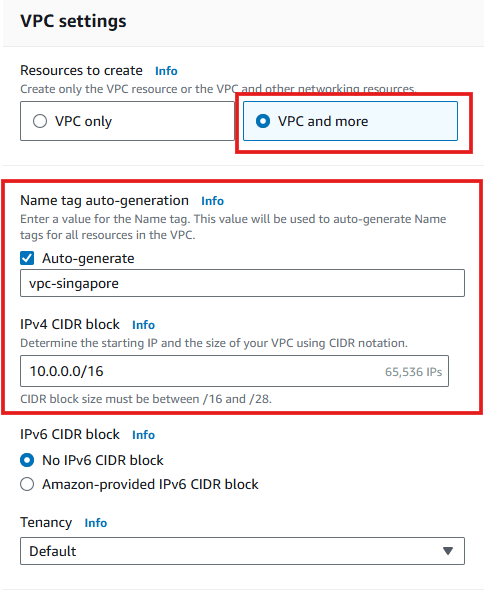 VPC settings
Resources to create Info
Create only the VPC resource or the VPC and other networking resources.
VPC only
VPC and more
Name tag auto-generation Info
Enter a value for the Name tag. This value will be used to auto-generate Name
tags for all resources in the VPC.
Auto-generate
vpc-singapore
IPv4 CIDR block Info
Determine the starting IP and the size of your VPC using CIDR notation.
10.0.0.0/16 65,536 IPs
CIDR block size must be between /16 and /28.
IPv6 CIDR block Info
No IPv6 CIDR block
Amazon-provided IPv6 CIDR block
Tenancy Info
Default